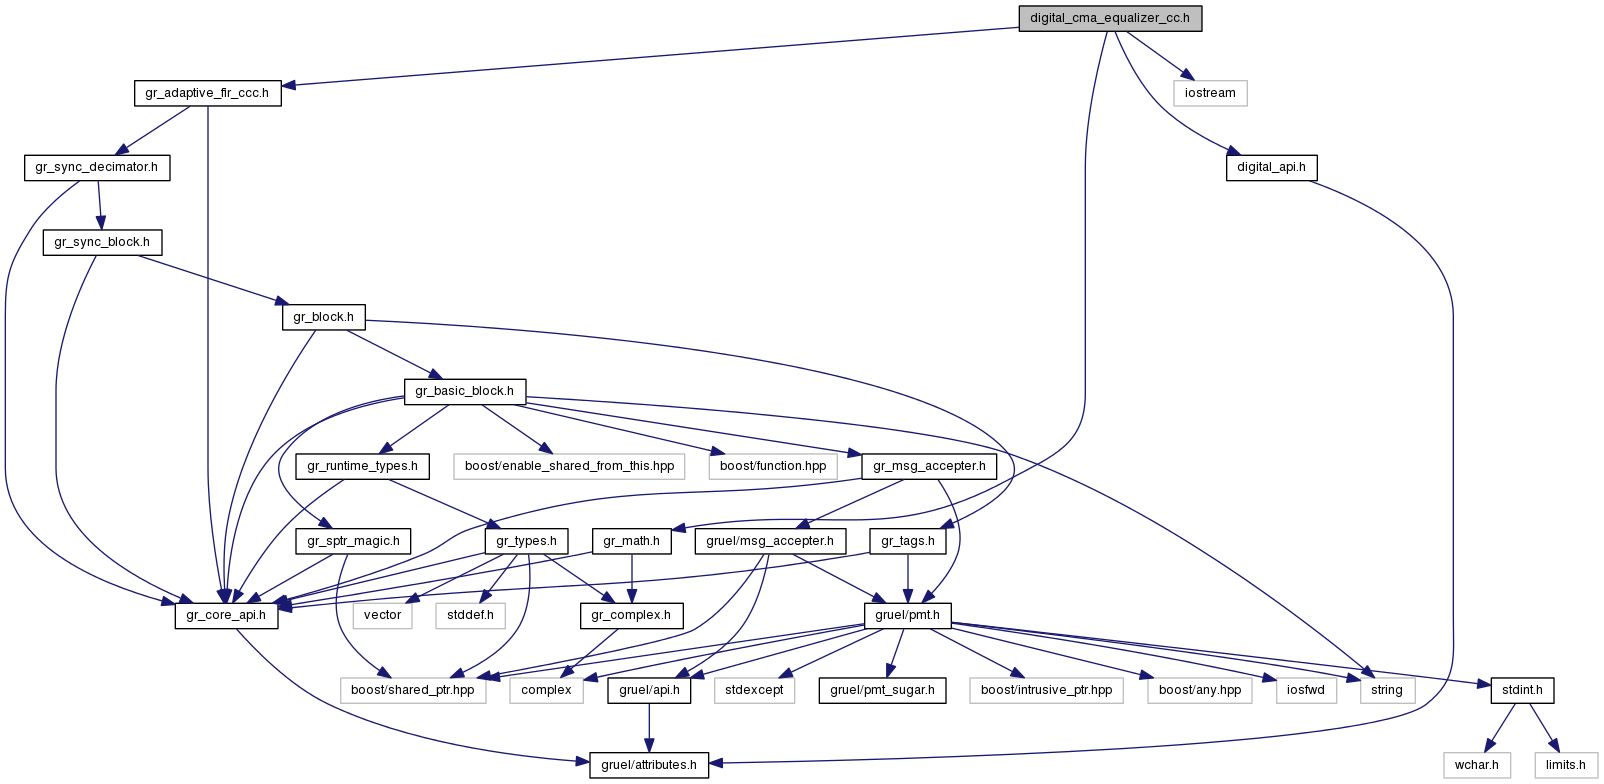 digital_cma_equalizer_cc.h
gr_adaptive_fir_ccc.h
iostream
gr_sync_decimator.h
digital_api.h
gr_sync_block.h
gr_block.h
gr_basic_block.h
gr_runtime_types.h
boost/enable_shared_from_this.hpp
boost/function.hpp
gr_msg_accepter.h
gr_sptr_magic.h
gr_types.h
gr_math.h
gruel/msg_accepter.h
gr_tags.h
gr_core_api.h
vector
stddef.h
gr_complex.h
gruel/pmt.h
boost/shared_ptr.hpp
complex
gruel/api.h
stdexcept
gruel/pmt_sugar.h
boost/intrusive_ptr.hpp
boost/any.hpp
iosfwd
string
stdint.h
gruel/attributes.h
wchar.h
limits.h